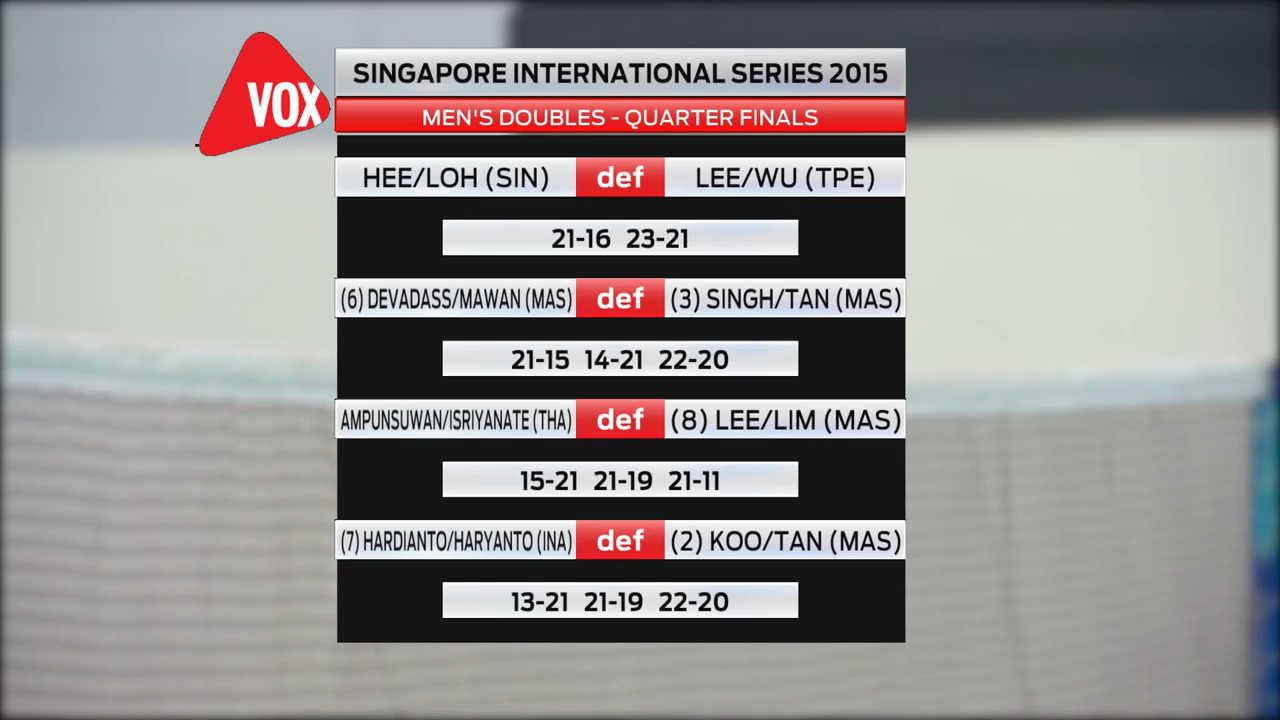 VOX
SINGAPORE INTERNATIONAL SERIES 2015
MEN'S DOUBLES - QUARTER FINALS
HEE/LOH (SIN) def LEE/WU (TPE)
21-16 23-21
(6) DEVADASS/MAWAN (MAS) def (3) SINGH/TAN (MAS)
21-15 14-21 22-20
AMPUNSUWAN/ISRIYANATE (THA) def (8) LEE/LIM (MAS)
15-21 21-19 21-11
(7) HARDIANTO/HARYANTO (INA) def (2) KOO/TAN (MAS)
13-21 21-19 22-20